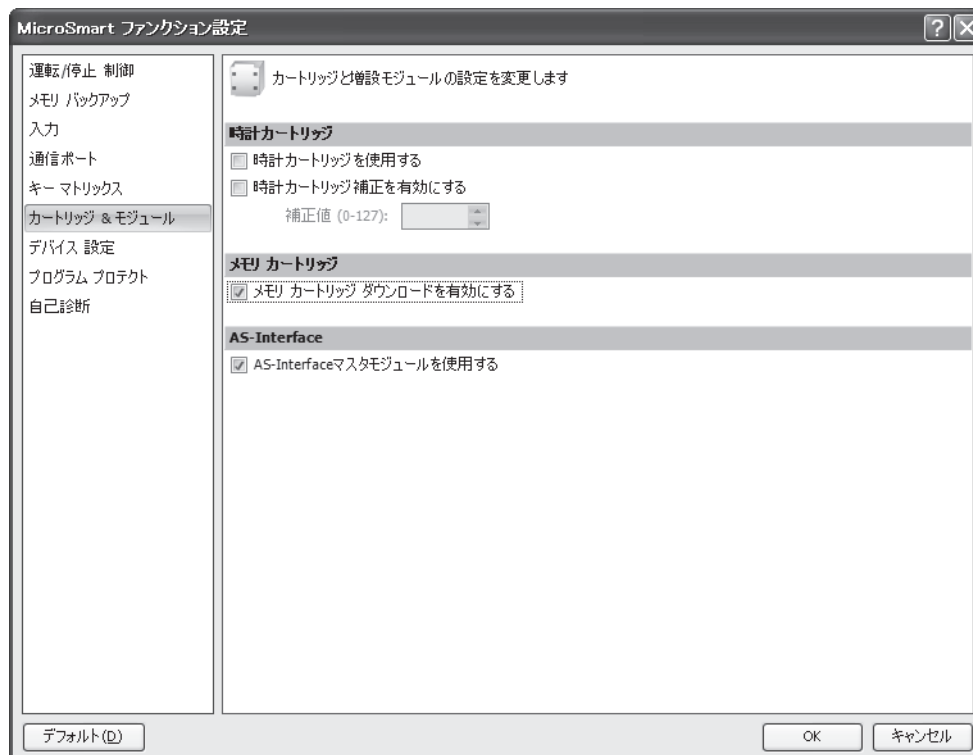 MicroSmart ファンクション設定
運転/停止 制御
メモリ バックアップ
入力
通信ポート
キー マトリックス
カートリッジ & モジュール
デバイス 設定
プログラム プロテクト
自己診断
カートリッジと増設モジュールの設定を変更します
時計カートリッジ
時計カートリッジを使用する
時計カートリッジ補正を有効にする
補正値 (0-127):
メモリ カートリッジ
メモリ カートリッジ ダウンロードを有効にする
AS-Interface
AS-Interfaceマスタモジュールを使用する
デフォルト(D)
OK
キャンセル